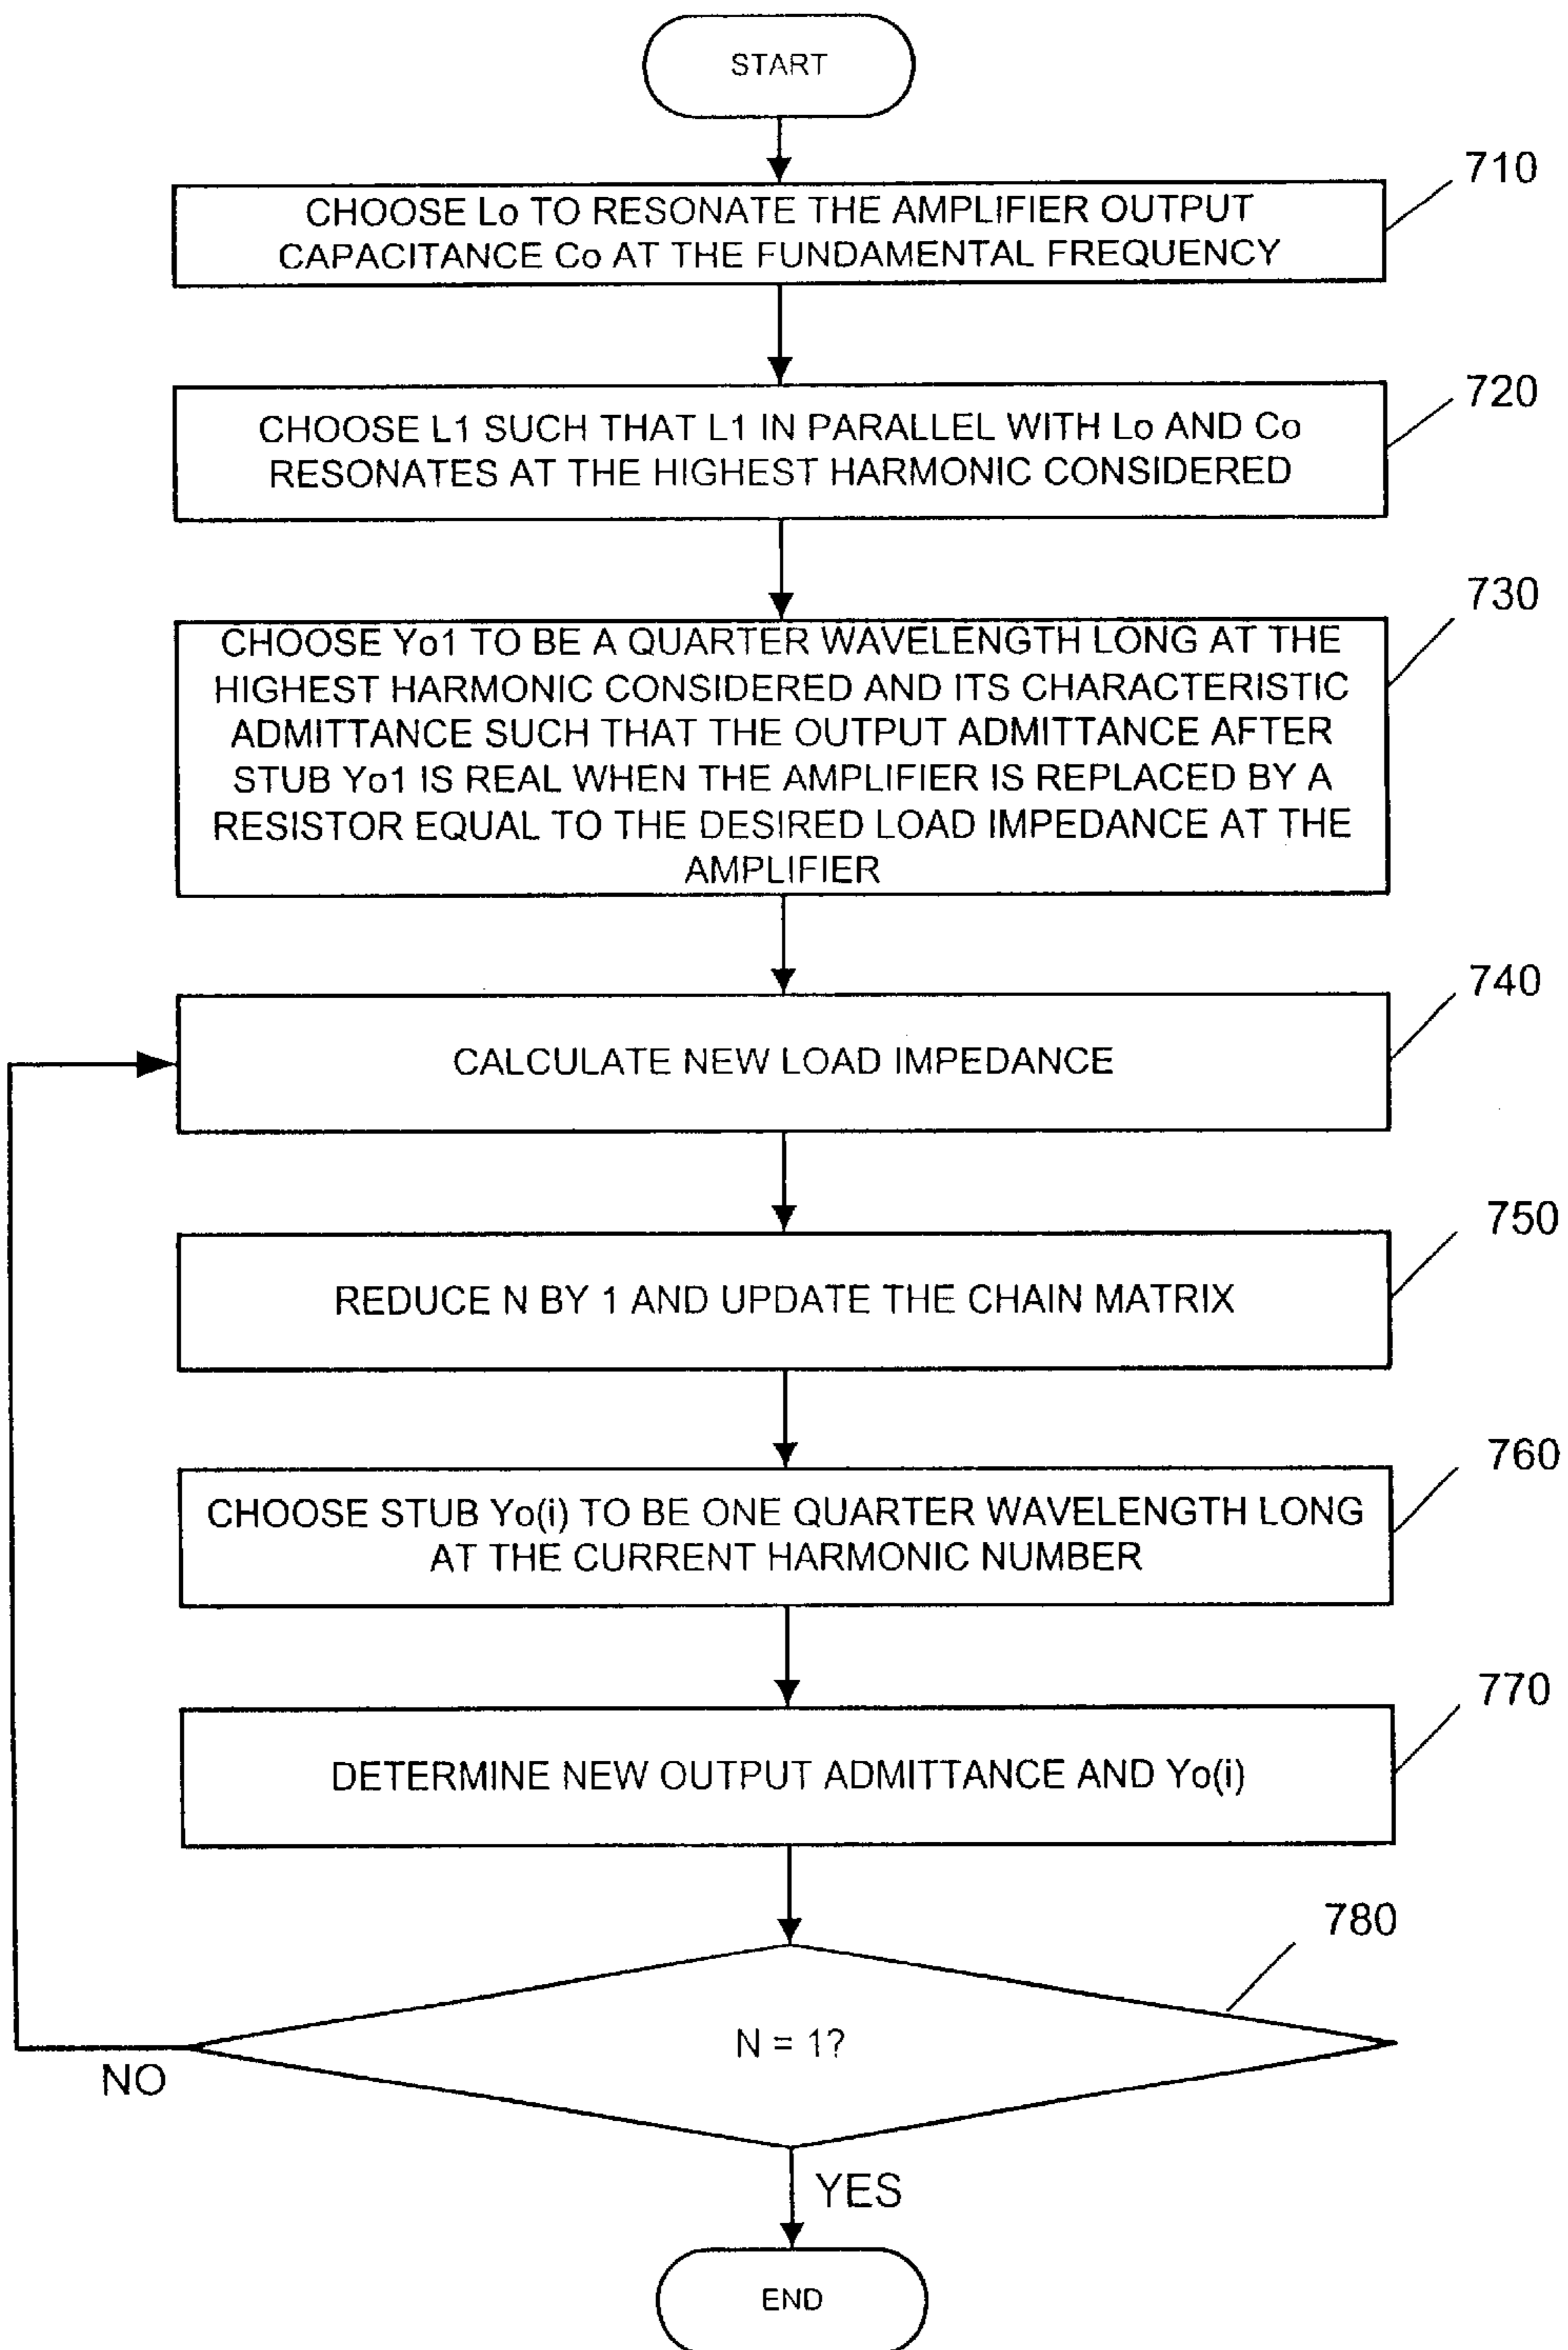 START
710
CHOOSE Lo TO RESONATE THE AMPLIFIER OUTPUT
CAPACITANCE Co AT THE FUNDAMENTAL FREQUENCY
720
CHOOSE L1 SUCH THAT L1 IN PARALLEL WITH Lo AND Co
RESONATES AT THE HIGHEST HARMONIC CONSIDERED
730
CHOOSE Yo1 TO BE A QUARTER WAVELENGTH LONG AT THE
HIGHEST HARMONIC CONSIDERED AND ITS CHARACTERISTIC
ADMITTANCE SUCH THAT THE OUTPUT ADMITTANCE AFTER
STUB Yo1 IS REAL WHEN THE AMPLIFIER IS REPLACED BY A
RESISTOR EQUAL TO THE DESIRED LOAD IMPEDANCE AT THE
AMPLIFIER
740
CALCULATE NEW LOAD IMPEDANCE
750
REDUCE N BY 1 AND UPDATE THE CHAIN MATRIX
760
CHOOSE STUB Yo(i) TO BE ONE QUARTER WAVELENGTH LONG
AT THE CURRENT HARMONIC NUMBER
770
DETERMINE NEW OUTPUT ADMITTANCE AND Yo(i)
780
N = 1?
NO
YES
END